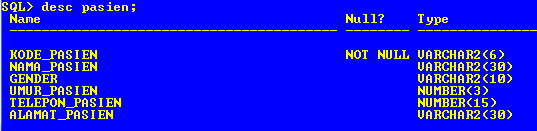 SQL> desc pasien;
Name Null? Type
----------------------------------------- -------- ----------------------------
KODE_PASIEN NOT NULL VARCHAR2(6)
NAMA_PASIEN VARCHAR2(30)
GENDER VARCHAR2(10)
UMUR_PASIEN NUMBER(3)
TELEPON_PASIEN NUMBER(15)
ALAMAT_PASIEN VARCHAR2(30)